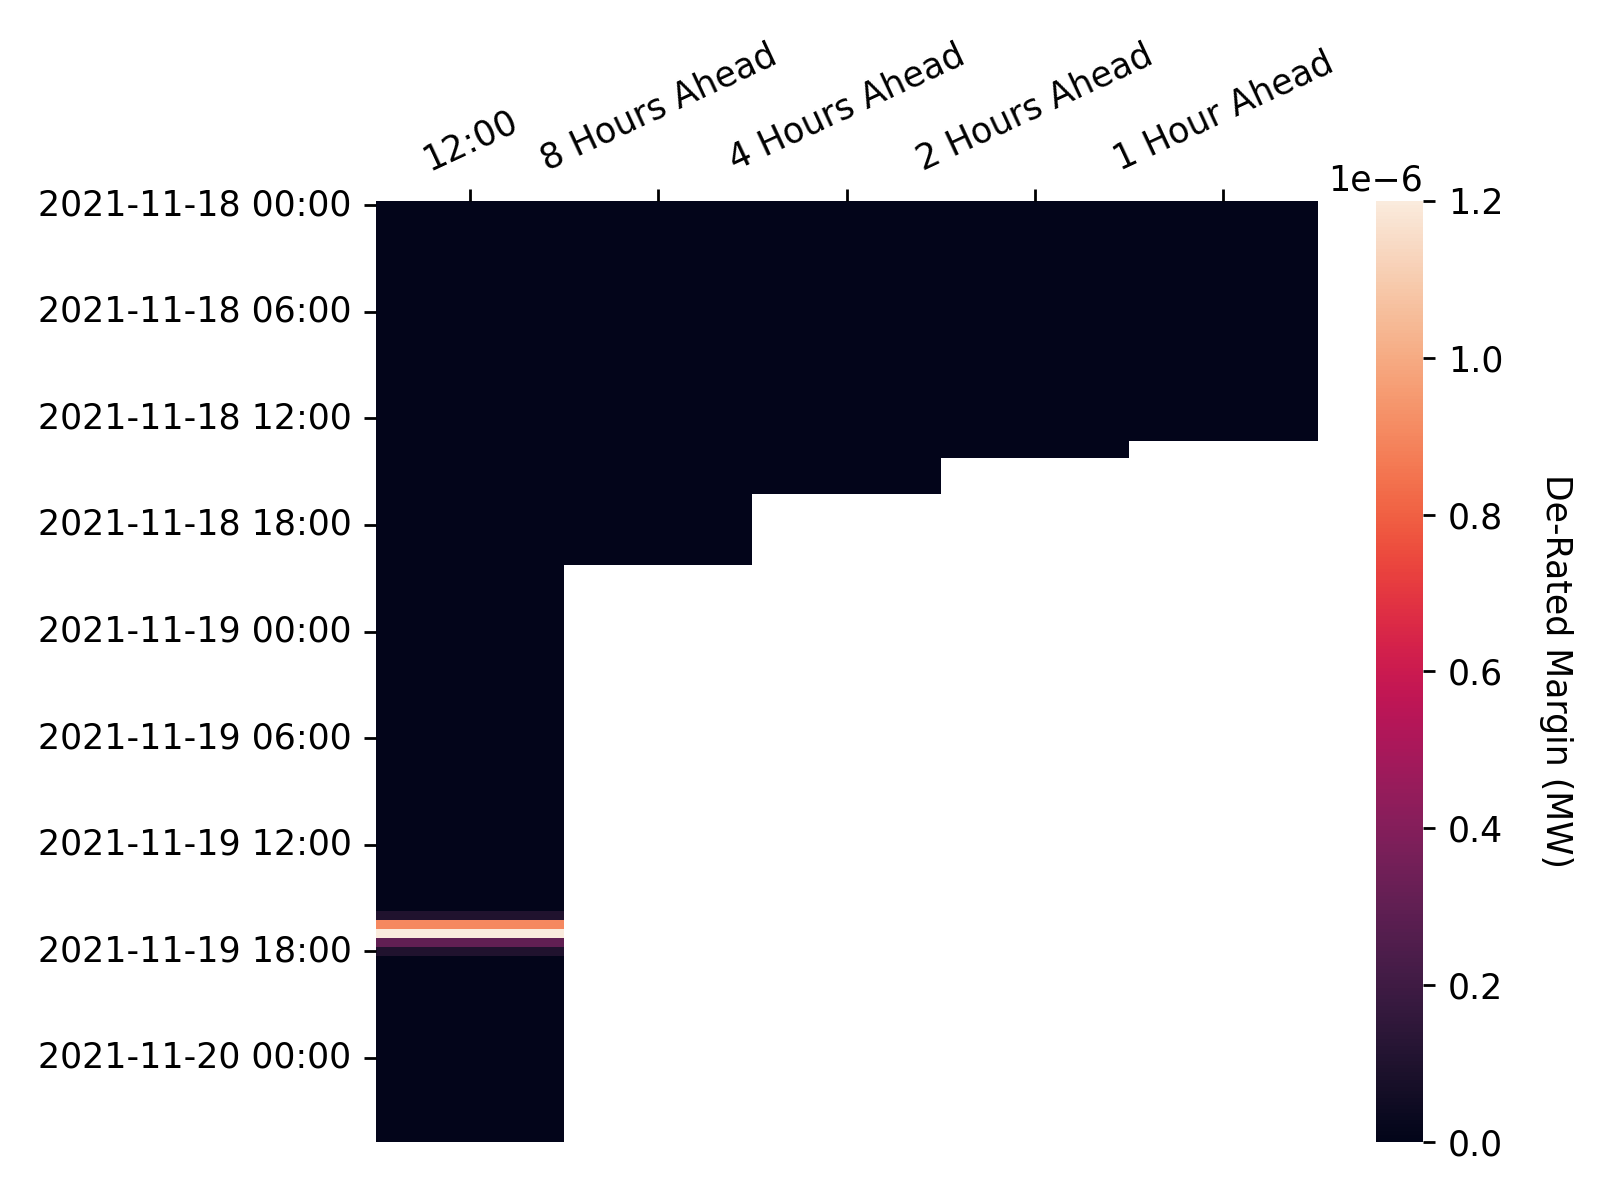 12:00
8 Hours Ahead
4 Hours Ahead
2 Hours Ahead
1 Hour Ahead
2021-11-18 00:00
2021-11-18 06:00
2021-11-18 12:00
2021-11-18 18:00
2021-11-19 00:00
2021-11-19 06:00
2021-11-19 12:00
2021-11-19 18:00
2021-11-20 00:00
1e−6
1.2
1.0
0.8
0.6
0.4
0.2
0.0
De-Rated Margin (MW)